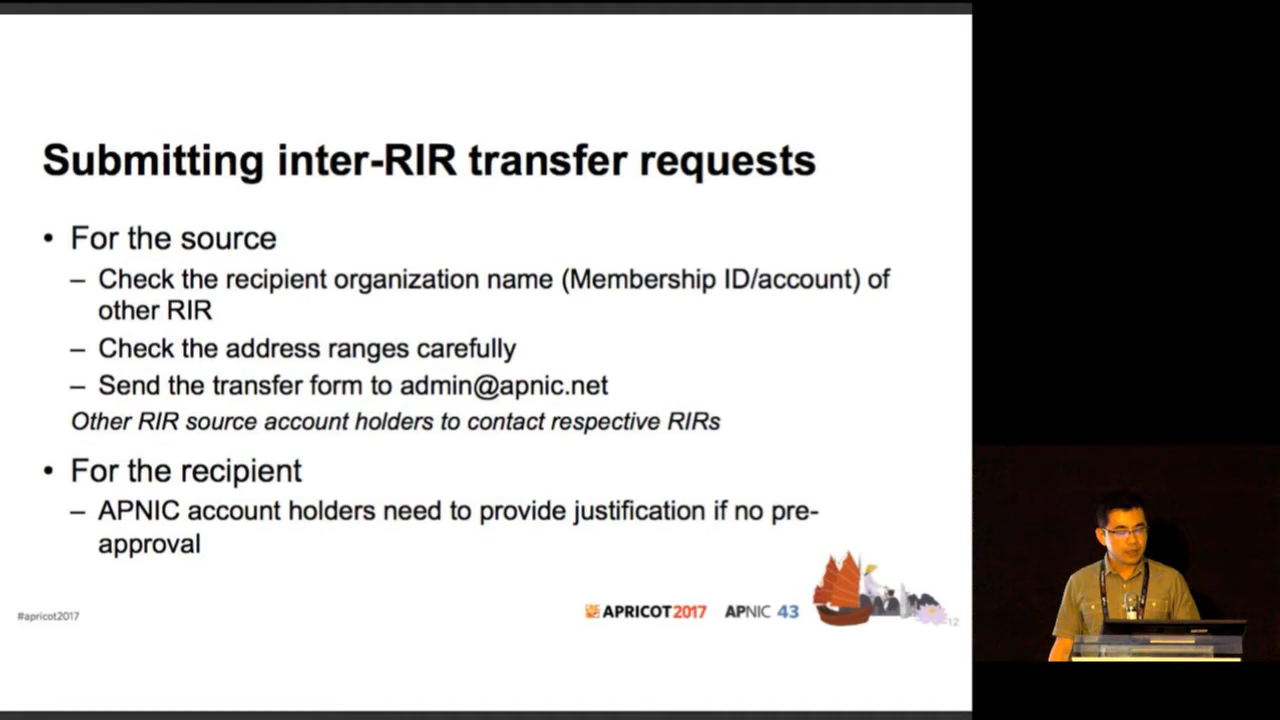 Submitting inter-RIR transfer requests
• For the source
– Check the recipient organization name (Membership ID/account) of
other RIR
– Check the address ranges carefully
– Send the transfer form to admin@apnic.net
Other RIR source account holders to contact respective RIRs
• For the recipient
– APNIC account holders need to provide justification if no pre-
approval
#apricot2017
APRICOT2017 APNIC 43
12